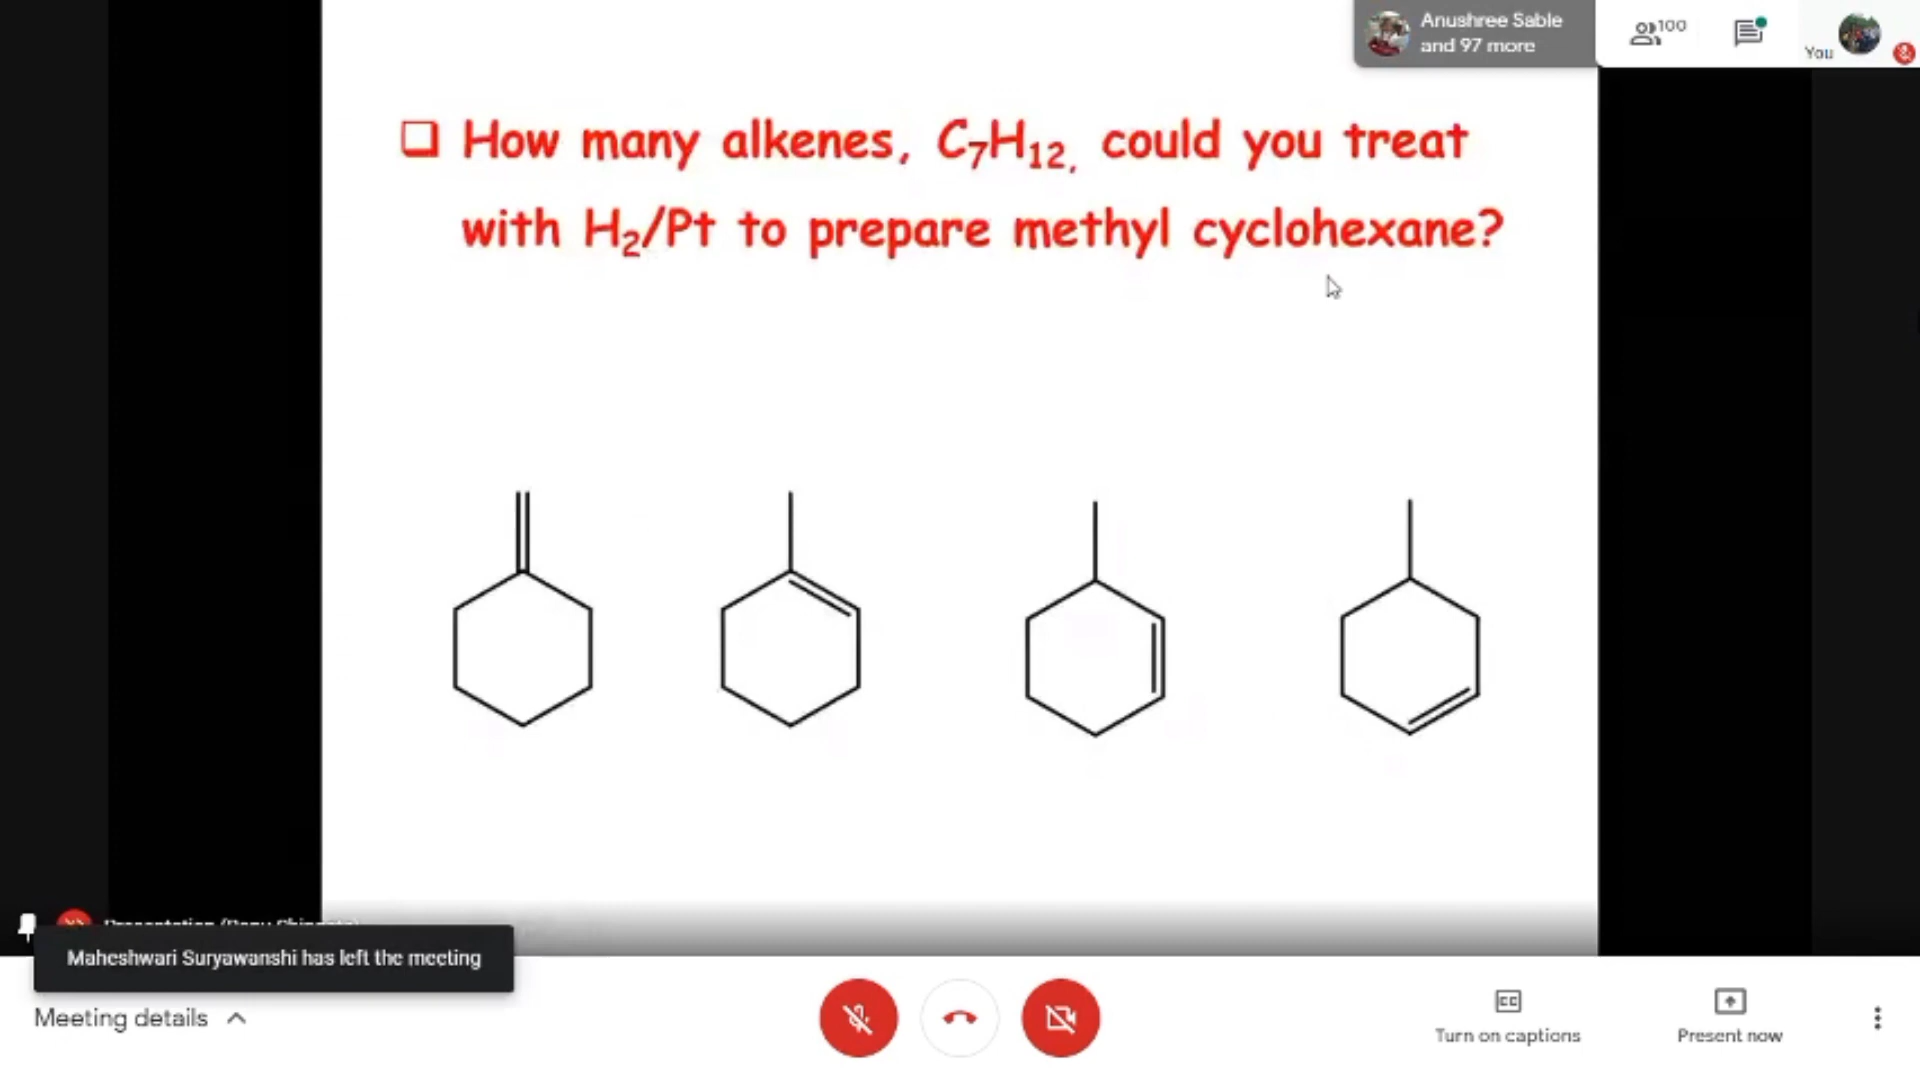 Anushree Sable
and 97 more
100
You
How many alkenes, C₇H₁₂, could you treat
with H₂/Pt to prepare methyl cyclohexane?
Maheshwari Suryawanshi has left the meeting
Meeting details
Turn on captions
Present now